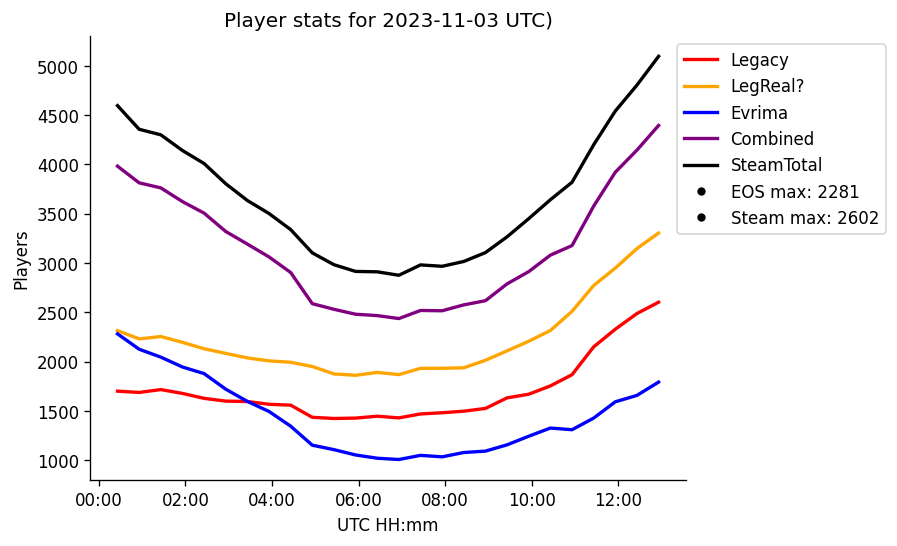 Player stats for 2023-11-03 UTC)
Legacy
LegReal?
Evrima
Combined
SteamTotal
EOS max: 2281
Steam max: 2602
Players
5000
4500
4000
3500
3000
2500
2000
1500
1000
00:00 02:00 04:00 06:00 08:00 10:00 12:00
UTC HH:mm